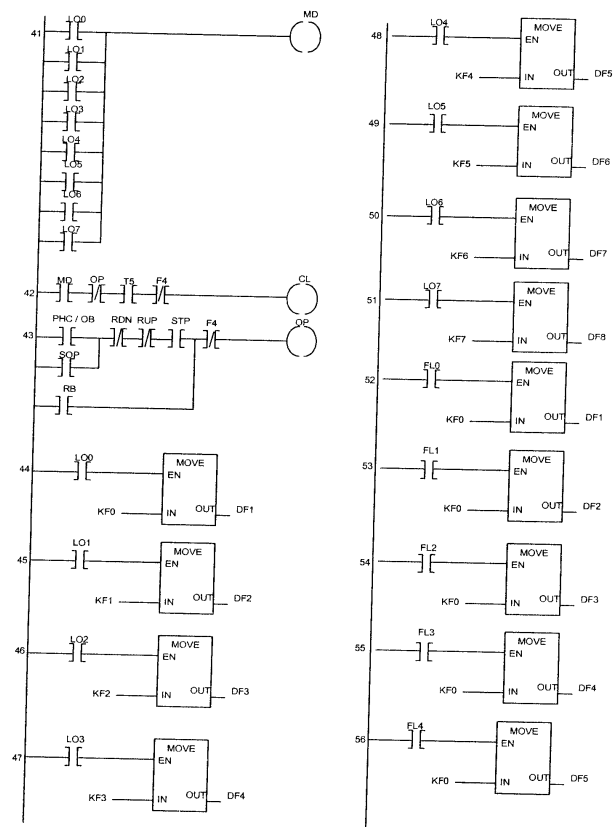 41
LO0
MD
LO1
LO2
LO3
LO4
LO5
LO6
LO7
42
MD OP T5 F4 CL
43
PHC / OB RDN RUP STP F4 OP
SOP
RB
44
LO0
MOVE
EN
KF0 IN OUT DF1
45
LO1
MOVE
EN
KF1 IN OUT DF2
46
LO2
MOVE
EN
KF2 IN OUT DF3
47
LO3
MOVE
EN
KF3 IN OUT DF4
48
LO4
MOVE
EN
KF4 IN OUT DF5
49
LO5
MOVE
EN
KF5 IN OUT DF6
50
LO6
MOVE
EN
KF6 IN OUT DF7
51
LO7
MOVE
EN
KF7 IN OUT DF8
52
FL0
MOVE
EN
KF0 IN OUT DF1
53
FL1
MOVE
EN
KF0 IN OUT DF2
54
FL2
MOVE
EN
KF0 IN OUT DF3
55
FL3
MOVE
EN
KF0 IN OUT DF4
56
FL4
MOVE
EN
KF0 IN OUT DF5